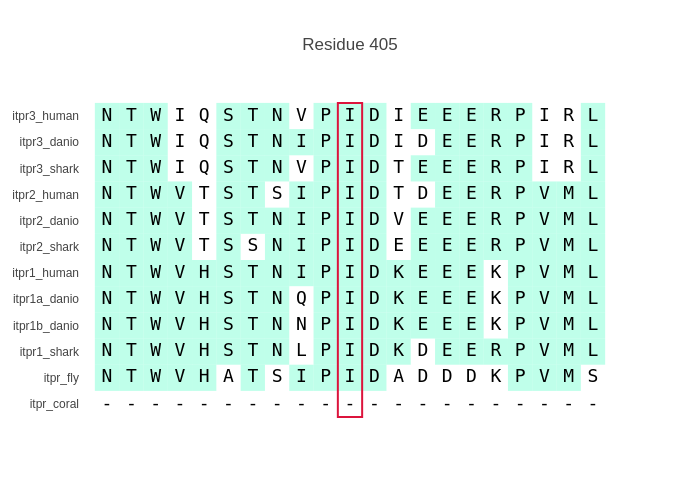 Residue 405
itpr3_human N T W I Q S T N V P I D I E E E R P I R L
itpr3_danio N T W I Q S T N I P I D I D E E R P I R L
itpr3_shark N T W I Q S T N V P I D T E E E R P I R L
itpr2_human N T W V T S T S I P I D T D E E R P V M L
itpr2_danio N T W V T S T N I P I D V E E E R P V M L
itpr2_shark N T W V T S S N I P I D E E E E R P V M L
itpr1_human N T W V H S T N I P I D K E E E K P V M L
itpr1a_danio N T W V H S T N Q P I D K E E E K P V M L
itpr1b_danio N T W V H S T N N P I D K E E E K P V M L
itpr1_shark N T W V H S T N L P I D K D E E R P V M L
itpr_fly N T W V H A T S I P I D A D D D K P V M S
itpr_coral - - - - - - - - - - - - - - - - - - - - -